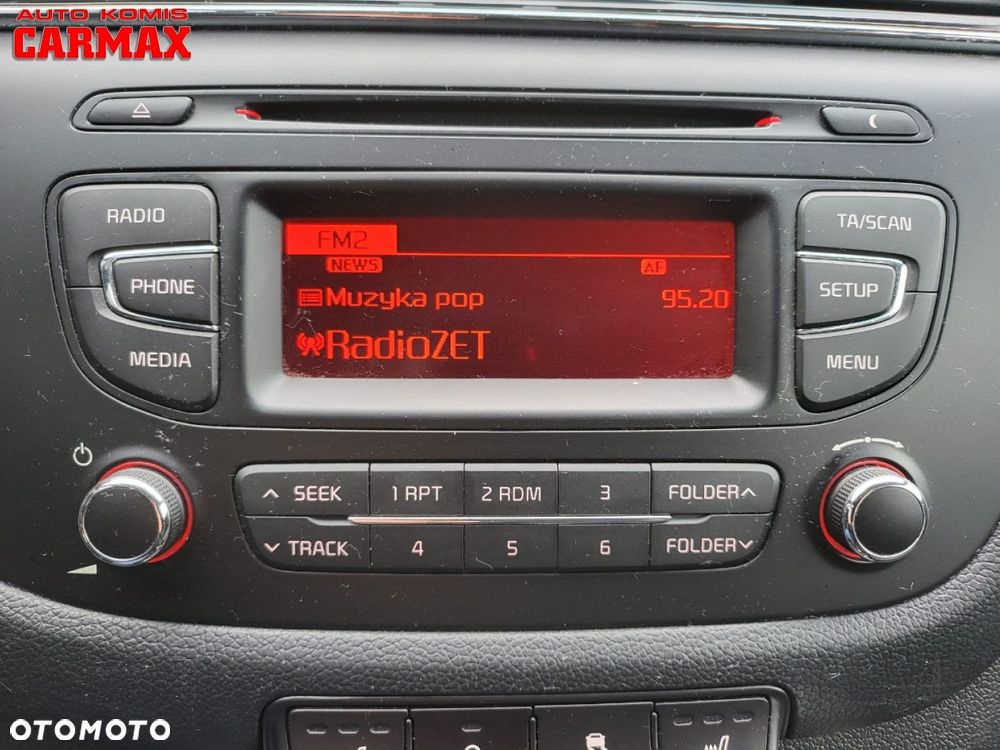 AUTO KOMIS
CARMAX
RADIO
TA/SCAN
FM2
NEWS
AF
PHONE
Muzyka pop
95.20
SETUP
RadioZET
MEDIA
MENU
SEEK
1 RPT
2 RDM
3
FOLDER
TRACK
4
5
6
FOLDER
OTOMOTO